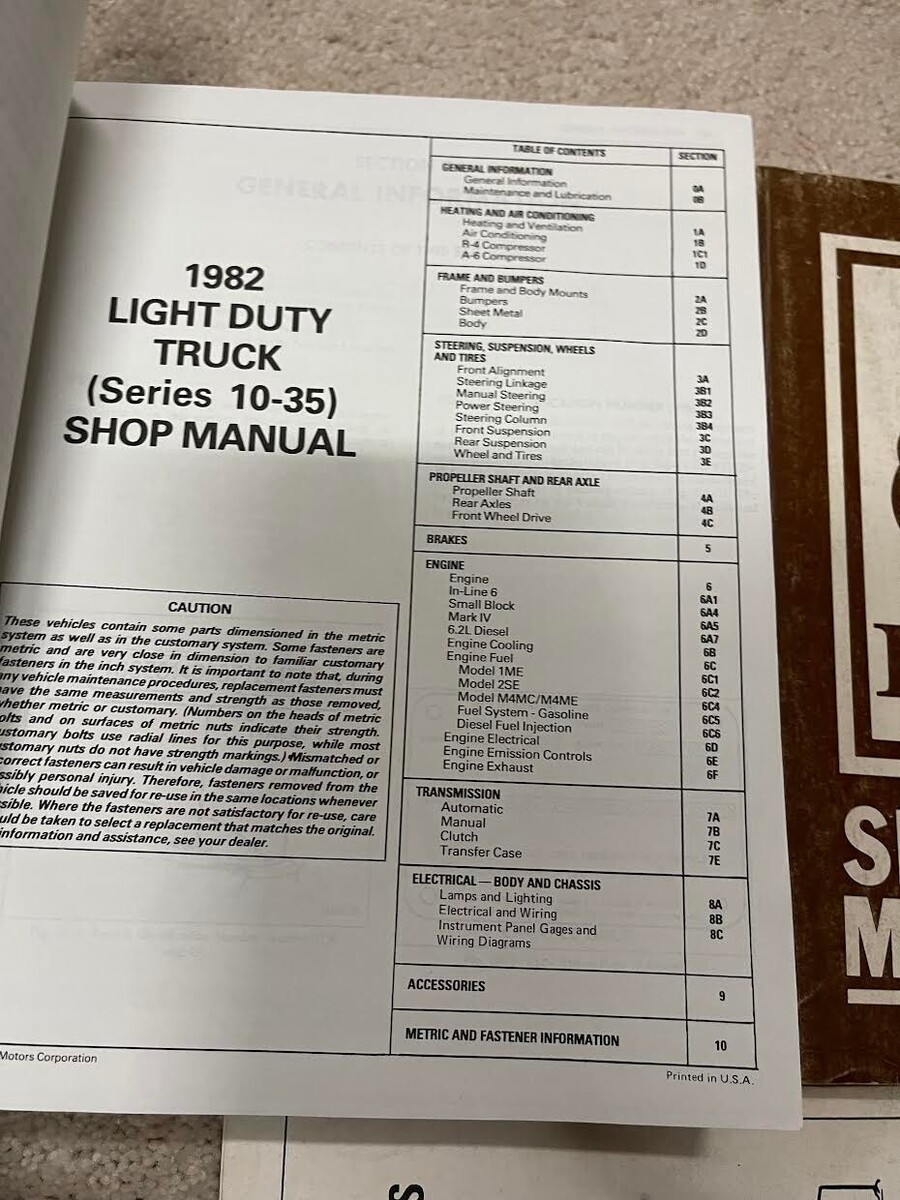 1982
LIGHT DUTY
TRUCK
(Series 10-35)
SHOP MANUAL
CAUTION
These vehicles contain some parts dimensioned in the metric
system as well as in the customary system. Some fasteners are
metric and are very close in dimension to familiar customary
fasteners in the inch system. It is important to note that, during
ny vehicle maintenance procedures, replacement fasteners must
ave the same measurements and strength as those removed,
whether metric or customary. (Numbers on the heads of metric
olts and on surfaces of metric nuts indicate their strength.
ustomary bolts use radial lines for this purpose, while most
stomary nuts do not have strength markings.) Mismatched or
correct fasteners can result in vehicle damage or malfunction, or
ssibly personal injury. Therefore, fasteners removed from the
hicle should be saved for re-use in the same locations whenever
sible. Where the fasteners are not satisfactory for re-use, care
uld be taken to select a replacement that matches the original.
information and assistance, see your dealer.
Motors Corporation
TABLE OF CONTENTS SECTION
GENERAL INFORMATION
General Information 0A
Maintenance and Lubrication 0B
HEATING AND AIR CONDITIONING
Heating and Ventilation 1A
Air Conditioning 1B
R-4 Compressor 1C1
A-6 Compressor 1D
FRAME AND BUMPERS
Frame and Body Mounts 2A
Bumpers 2B
Sheet Metal 2C
Body 2D
STEERING, SUSPENSION, WHEELS
AND TIRES
Front Alignment 3A
Steering Linkage 3B1
Manual Steering 3B2
Power Steering 3B3
Steering Column 3B4
Front Suspension 3C
Rear Suspension 3D
Wheel and Tires 3E
PROPELLER SHAFT AND REAR AXLE
Propeller Shaft 4A
Rear Axles 4B
Front Wheel Drive 4C
BRAKES 5
ENGINE
Engine 6
In-Line 6 6A1
Small Block 6A4
Mark IV 6A5
6.2L Diesel 6A7
Engine Cooling 6B
Engine Fuel 6C
Model 1ME 6C1
Model 2SE 6C2
Model M4MC/M4ME 6C4
Fuel System - Gasoline 6C5
Diesel Fuel Injection 6C6
Engine Electrical 6D
Engine Emission Controls 6E
Engine Exhaust 6F
TRANSMISSION
Automatic 7A
Manual 7B
Clutch 7C
Transfer Case 7E
ELECTRICAL — BODY AND CHASSIS
Lamps and Lighting 8A
Electrical and Wiring 8B
Instrument Panel Gages and 8C
Wiring Diagrams
ACCESSORIES 9
METRIC AND FASTENER INFORMATION 10
Printed in U.S.A.